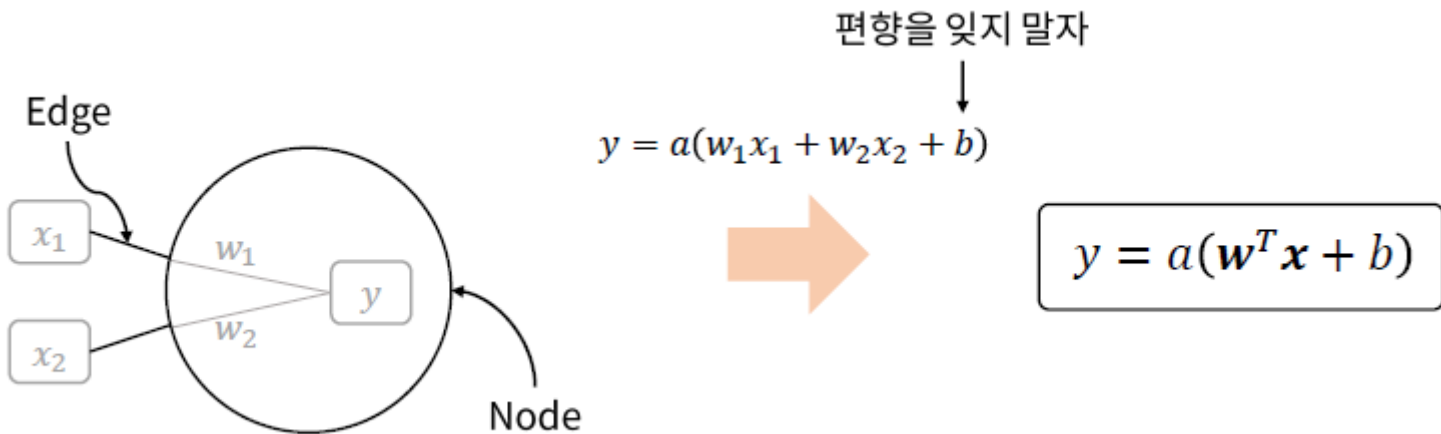 편향을 잊지 말자
Edge
y = a(w₁x₁ + w₂x₂ + b)
x₁
w₁
y = a(𝒘ᵀ𝒙 + b)
y
w₂
x₂
Node